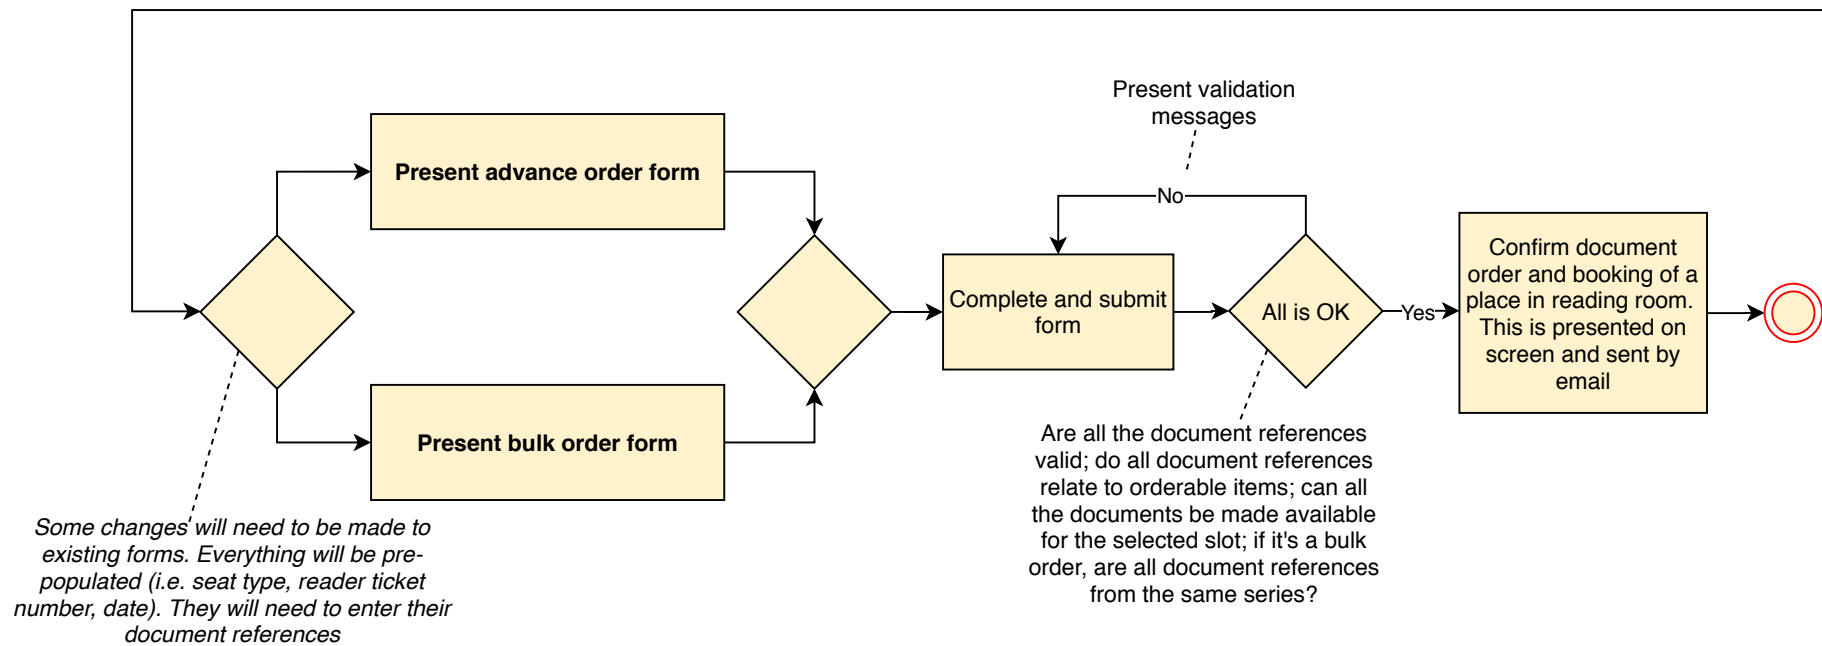 Present validation
messages
Present advance order form
No
Complete and submit
form
All is OK
Yes
Confirm document
order and booking of a
place in reading room.
This is presented on
screen and sent by
email
Present bulk order form
Are all the document references
valid; do all document references
relate to orderable items; can all
the documents be made available
for the selected slot; if it's a bulk
order, are all document references
from the same series?
Some changes will need to be made to
existing forms. Everything will be pre-
populated (i.e. seat type, reader ticket
number, date). They will need to enter their
document references